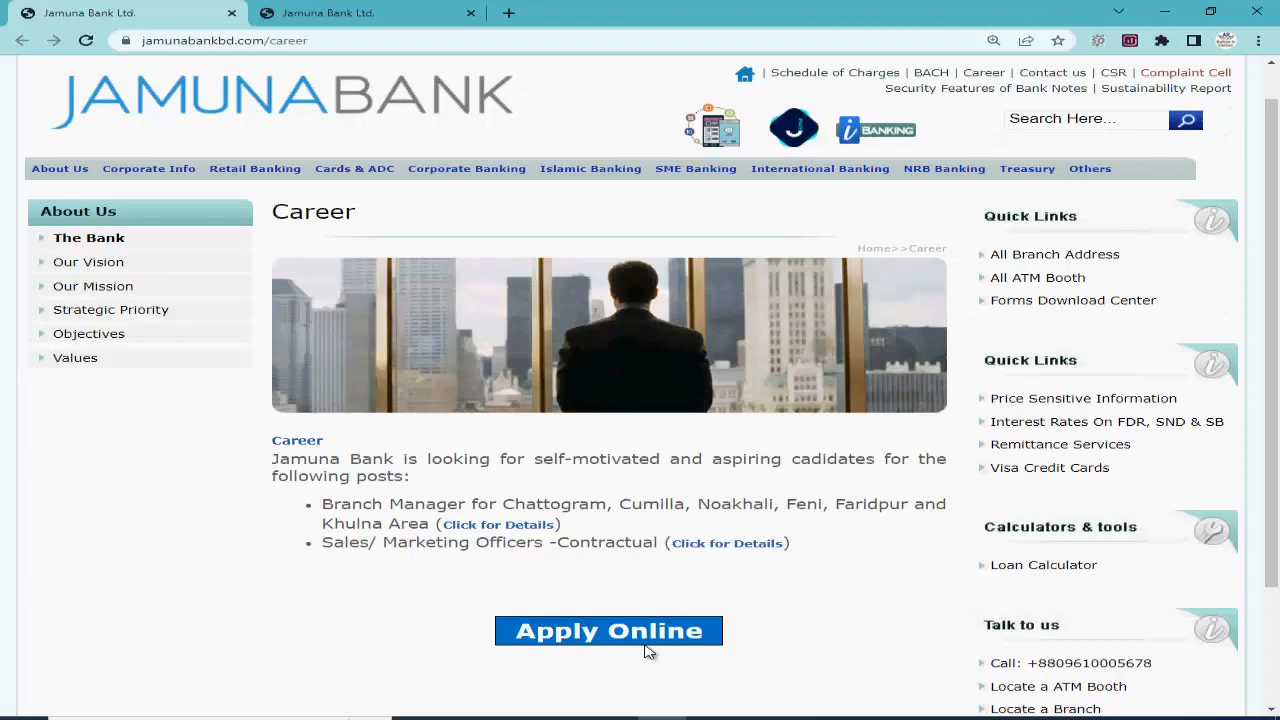 Jamuna Bank Ltd.
Jamuna Bank Ltd.
jamunabankbd.com/career
JAMUNABANK
| Schedule of Charges | BACH | Career | Contact us | CSR | Complaint Cell
Security Features of Bank Notes | Sustainability Report
i BANKING
Search Here...
About Us Corporate Info Retail Banking Cards & ADC Corporate Banking Islamic Banking SME Banking International Banking NRB Banking Treasury Others
About Us
The Bank
Our Vision
Our Mission
Strategic Priority
Objectives
Values
Career
Home>>Career
Career
Jamuna Bank is looking for self-motivated and aspiring cadidates for the
following posts:
• Branch Manager for Chattogram, Cumilla, Noakhali, Feni, Faridpur and
Khulna Area (Click for Details)
• Sales/ Marketing Officers -Contractual (Click for Details)
Apply Online
Quick Links
All Branch Address
All ATM Booth
Forms Download Center
Quick Links
Price Sensitive Information
Interest Rates On FDR, SND & SB
Remittance Services
Visa Credit Cards
Calculators & tools
Loan Calculator
Talk to us
Call: +8809610005678
Locate a ATM Booth
Locate a Branch